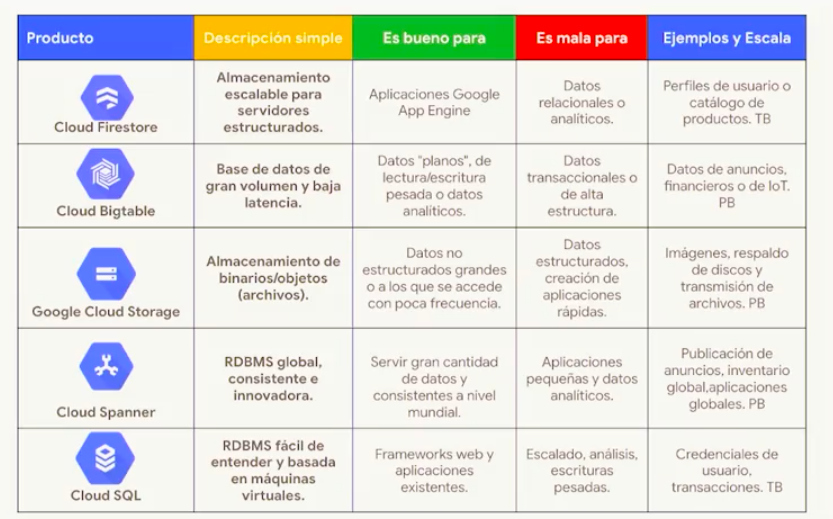 Producto
Descripción simple
Es bueno para
Es mala para
Ejemplos y Escala
Cloud Firestore
Almacenamiento
escalable para
servidores
estructurados.
Aplicaciones Google
App Engine
Datos
relacionales o
analíticos.
Perfiles de usuario o
catálogo de
productos. TB
Cloud Bigtable
Base de datos de
gran volumen y baja
latencia.
Datos "planos", de
lectura/escritura
pesada o datos
analíticos.
Datos
transaccionales o
de alta
estructura.
Datos de anuncios,
financieros o de IoT.
PB
Google Cloud Storage
Almacenamiento de
binarios/objetos
(archivos).
Datos no
estructurados grandes
o a los que se accede
con poca frecuencia.
Datos
estructurados,
creación de
aplicaciones
rápidas.
Imágenes, respaldo
de discos y
transmisión de
archivos. PB
Cloud Spanner
RDBMS global,
consistente e
innovadora.
Servir gran cantidad
de datos y
consistentes a nivel
mundial.
Aplicaciones
pequeñas y datos
analíticos.
Publicación de
anuncios, inventario
global,aplicaciones
globales. PB
Cloud SQL
RDBMS fácil de
entender y basada
en máquinas
virtuales.
Frameworks web y
aplicaciones
existentes.
Escalado, análisis,
escrituras
pesadas.
Credenciales de
usuario,
transacciones. TB